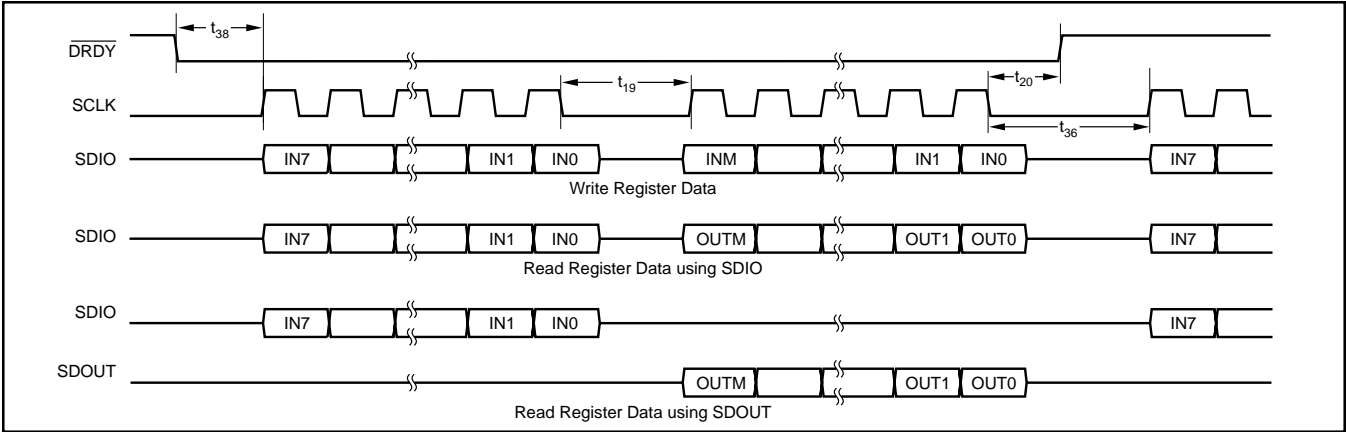 t38
DRDY
SCLK
t19
t20
t36
SDIO IN7 IN1 IN0 INM IN1 IN0 IN7
Write Register Data
SDIO IN7 IN1 IN0 OUTM OUT1 OUT0 IN7
Read Register Data using SDIO
SDIO IN7 IN1 IN0 IN7
SDOUT OUTM OUT1 OUT0
Read Register Data using SDOUT